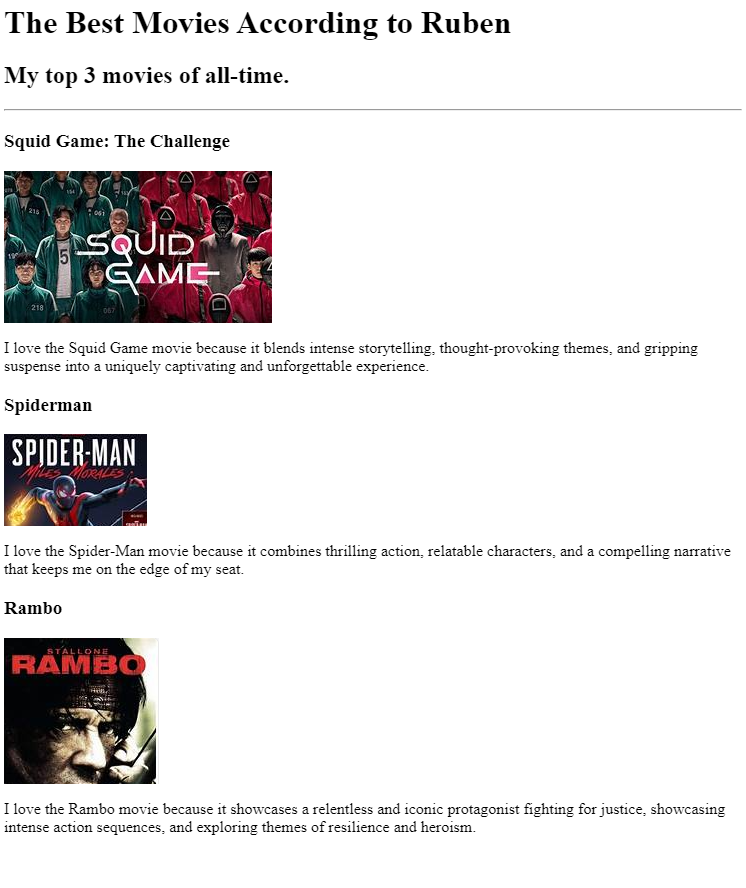 The Best Movies According to Ruben
My top 3 movies of all-time.
Squid Game: The Challenge
218
067
SQUID
GAME
I love the Squid Game movie because it blends intense storytelling, thought-provoking themes, and gripping
suspense into a uniquely captivating and unforgettable experience.
Spiderman
SPIDER-MAN
MILES MORALES
I love the Spider-Man movie because it combines thrilling action, relatable characters, and a compelling narrative
that keeps me on the edge of my seat.
Rambo
STALLONE
RAMBO
I love the Rambo movie because it showcases a relentless and iconic protagonist fighting for justice, showcasing
intense action sequences, and exploring themes of resilience and heroism.